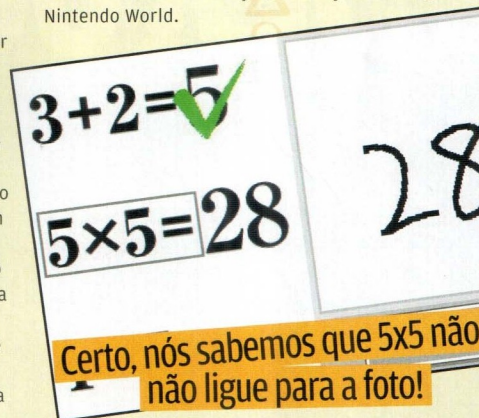 Nintendo World.
3+2=5
5×5=28
28
Certo, nós sabemos que 5x5 não
não ligue para a foto!